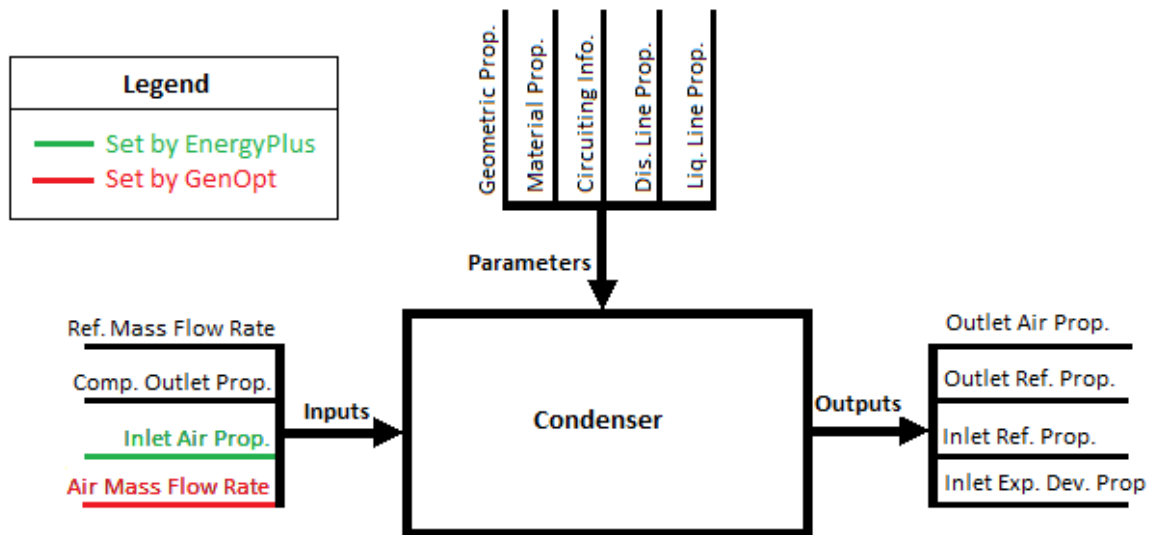 Legend
Set by EnergyPlus
Set by GenOpt
Geometric Prop.
Material Prop.
Circuiting Info.
Dis. Line Prop.
Liq. Line Prop.
Parameters
Ref. Mass Flow Rate
Comp. Outlet Prop.
Inlet Air Prop.
Air Mass Flow Rate
Inputs
Condenser
Outputs
Outlet Air Prop.
Outlet Ref. Prop.
Inlet Ref. Prop.
Inlet Exp. Dev. Prop